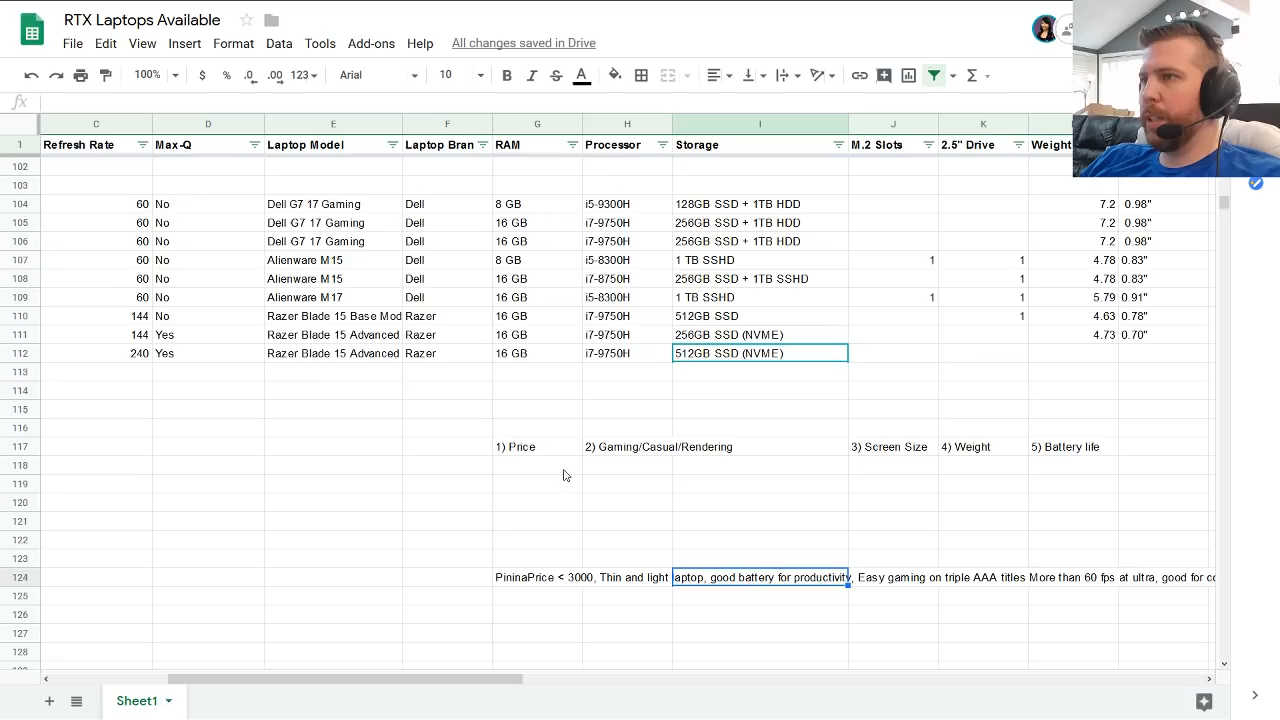 RTX Laptops Available
File Edit View Insert Format Data Tools Add-ons Help All changes saved in Drive
100% $ % .0 .00 123 Arial 10 B I S A Σ
fx
C D E F G H I J K
1 Refresh Rate Max-Q Laptop Model Laptop Bran RAM Processor Storage M.2 Slots 2.5" Drive Weight
102
103
104 60 No Dell G7 17 Gaming Dell 8 GB i5-9300H 128GB SSD + 1TB HDD 7.2 0.98"
105 60 No Dell G7 17 Gaming Dell 16 GB i7-9750H 256GB SSD + 1TB HDD 7.2 0.98"
106 60 No Dell G7 17 Gaming Dell 16 GB i7-9750H 256GB SSD + 1TB HDD 7.2 0.98"
107 60 No Alienware M15 Dell 8 GB i5-8300H 1 TB SSHD 1 1 4.78 0.83"
108 60 No Alienware M15 Dell 16 GB i7-8750H 256GB SSD + 1TB SSHD 1 4.78 0.83"
109 60 No Alienware M17 Dell 16 GB i5-8300H 1 TB SSHD 1 1 5.79 0.91"
110 144 No Razer Blade 15 Base Mod Razer 16 GB i7-9750H 512GB SSD 1 4.63 0.78"
111 144 Yes Razer Blade 15 Advanced Razer 16 GB i7-9750H 256GB SSD (NVME) 4.73 0.70"
112 240 Yes Razer Blade 15 Advanced Razer 16 GB i7-9750H 512GB SSD (NVME)
113
114
115
116
117 1) Price 2) Gaming/Casual/Rendering 3) Screen Size 4) Weight 5) Battery life
118
119
120
121
122
123
124 PininaPrice < 3000, Thin and light laptop, good battery for productivity, Easy gaming on triple AAA titles More than 60 fps at ultra, good for co
125
126
127
128
Sheet1